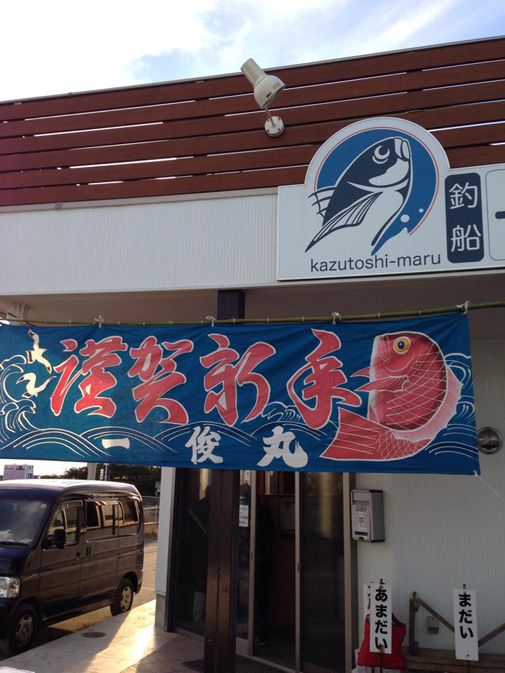 kazutoshi-maru
釣船
謹賀新年
一俊丸
あまだい
まだい